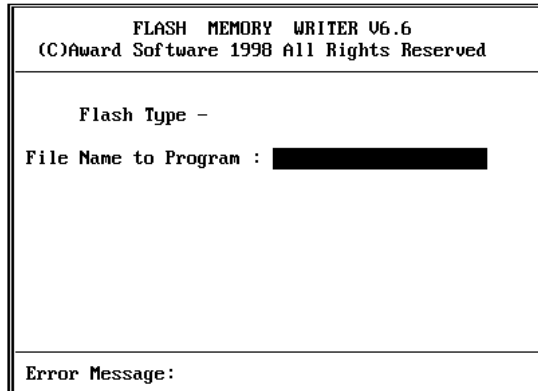 FLASH MEMORY WRITER V6.6
(C)Award Software 1998 All Rights Reserved
Flash Type -
File Name to Program :
Error Message: